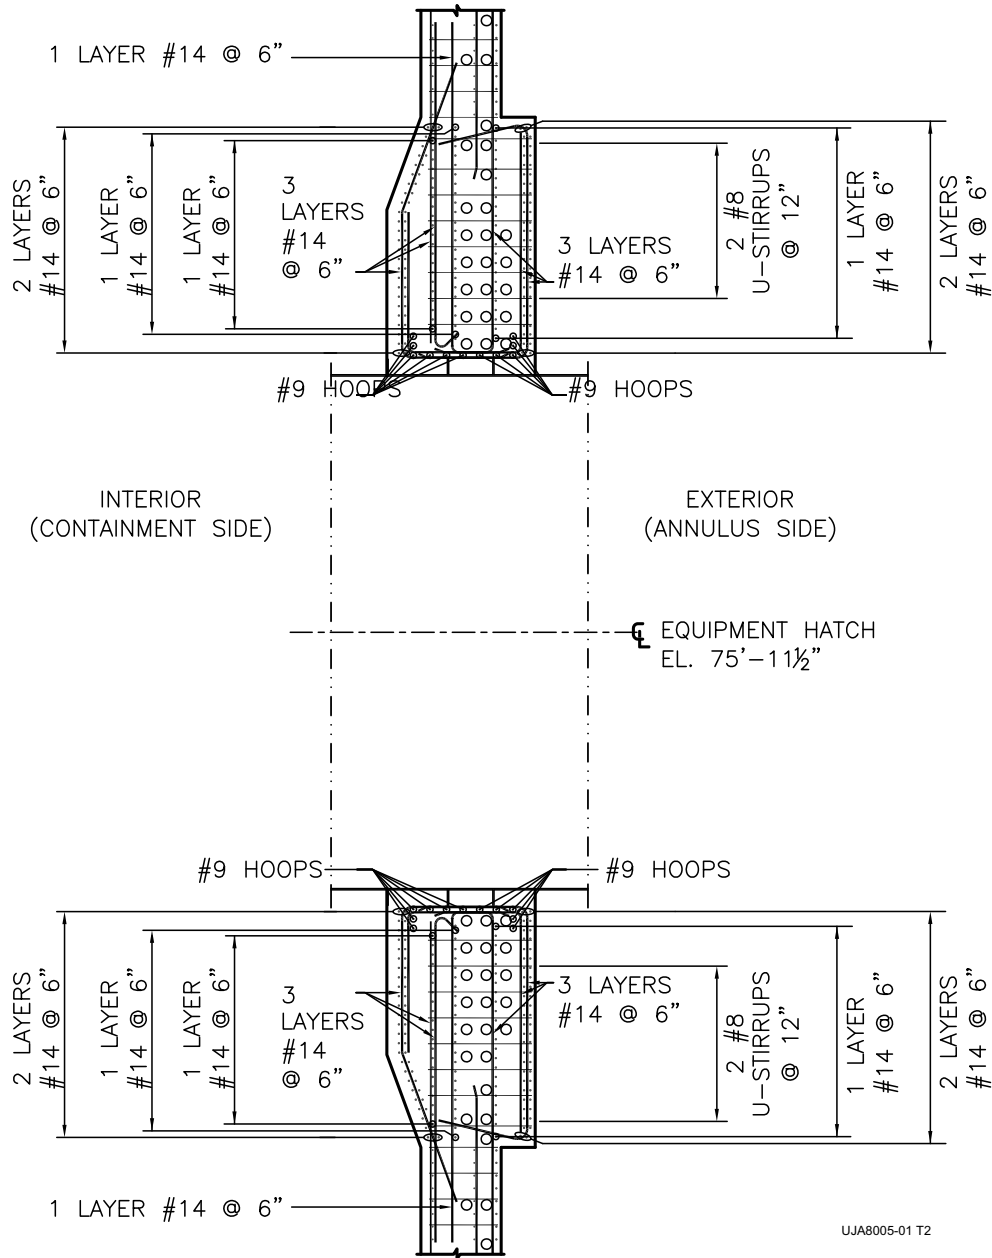 1 LAYER #14 @ 6”
2 LAYERS
#14 @ 6”
1 LAYER
#14 @ 6”
1 LAYER
#14 @ 6”
3
LAYERS
#14
@ 6”
3 LAYERS
#14 @ 6”
2 #8
U-STIRRUPS
@ 12”
1 LAYER
#14 @ 6”
2 LAYERS
#14 @ 6”
#9 HOOPS
#9 HOOPS
INTERIOR
(CONTAINMENT SIDE)
EXTERIOR
(ANNULUS SIDE)
℄ EQUIPMENT HATCH
EL. 75’-11½”
#9 HOOPS
#9 HOOPS
2 LAYERS
#14 @ 6”
1 LAYER
#14 @ 6”
1 LAYER
#14 @ 6”
3
LAYERS
#14
@ 6”
3 LAYERS
#14 @ 6”
2 #8
U-STIRRUPS
@ 12”
1 LAYER
#14 @ 6”
2 LAYERS
#14 @ 6”
1 LAYER #14 @ 6”
UJA8005-01 T2